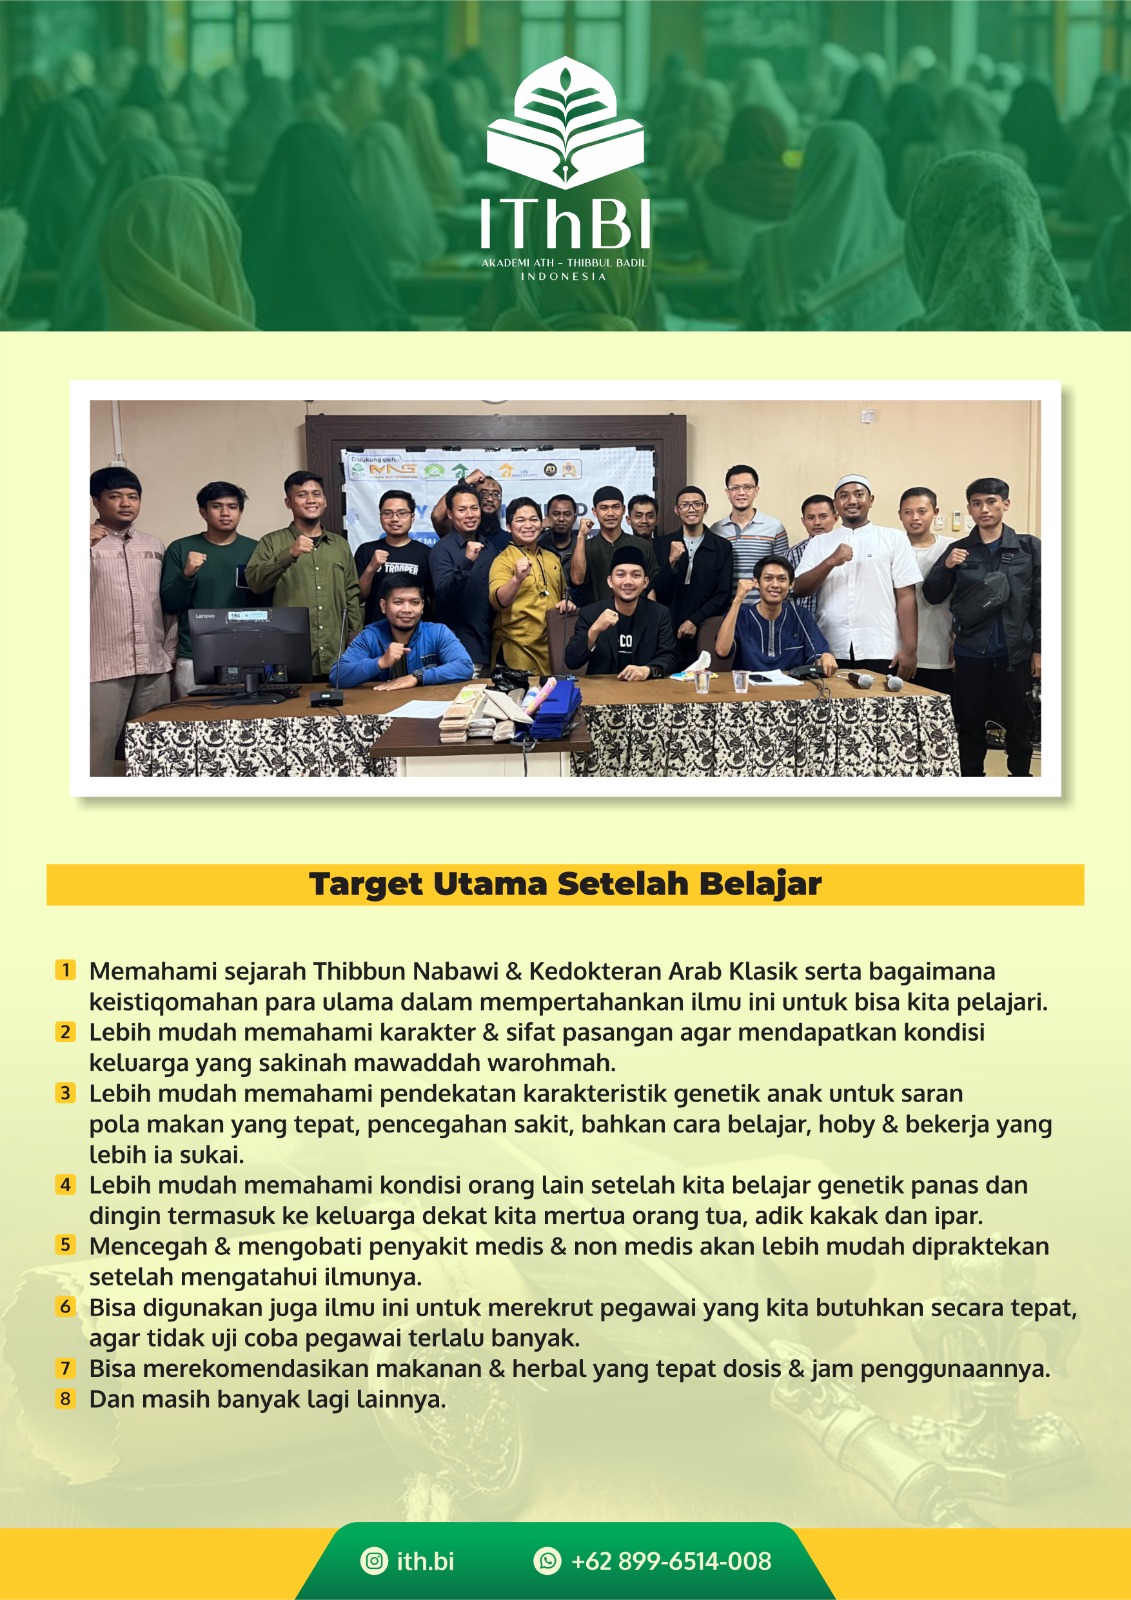 IThBI
AKADEMI ATH - THIBBUL BADIL
INDONESIA
Didukung oleh:
MNG
Lenovo
TROOPER
CO
Target Utama Setelah Belajar
1 Memahami sejarah Thibbun Nabawi & Kedokteran Arab Klasik serta bagaimana
keistiqomahan para ulama dalam mempertahankan ilmu ini untuk bisa kita pelajari.
2 Lebih mudah memahami karakter & sifat pasangan agar mendapatkan kondisi
keluarga yang sakinah mawaddah warohmah.
3 Lebih mudah memahami pendekatan karakteristik genetik anak untuk saran
pola makan yang tepat, pencegahan sakit, bahkan cara belajar, hoby & bekerja yang
lebih ia sukai.
4 Lebih mudah memahami kondisi orang lain setelah kita belajar genetik panas dan
dingin termasuk ke keluarga dekat kita mertua orang tua, adik kakak dan ipar.
5 Mencegah & mengobati penyakit medis & non medis akan lebih mudah dipraktekan
setelah mengatahui ilmunya.
6 Bisa digunakan juga ilmu ini untuk merekrut pegawai yang kita butuhkan secara tepat,
agar tidak uji coba pegawai terlalu banyak.
7 Bisa merekomendasikan makanan & herbal yang tepat dosis & jam penggunaannya.
8 Dan masih banyak lagi lainnya.
ith.bi
+62 899-6514-008